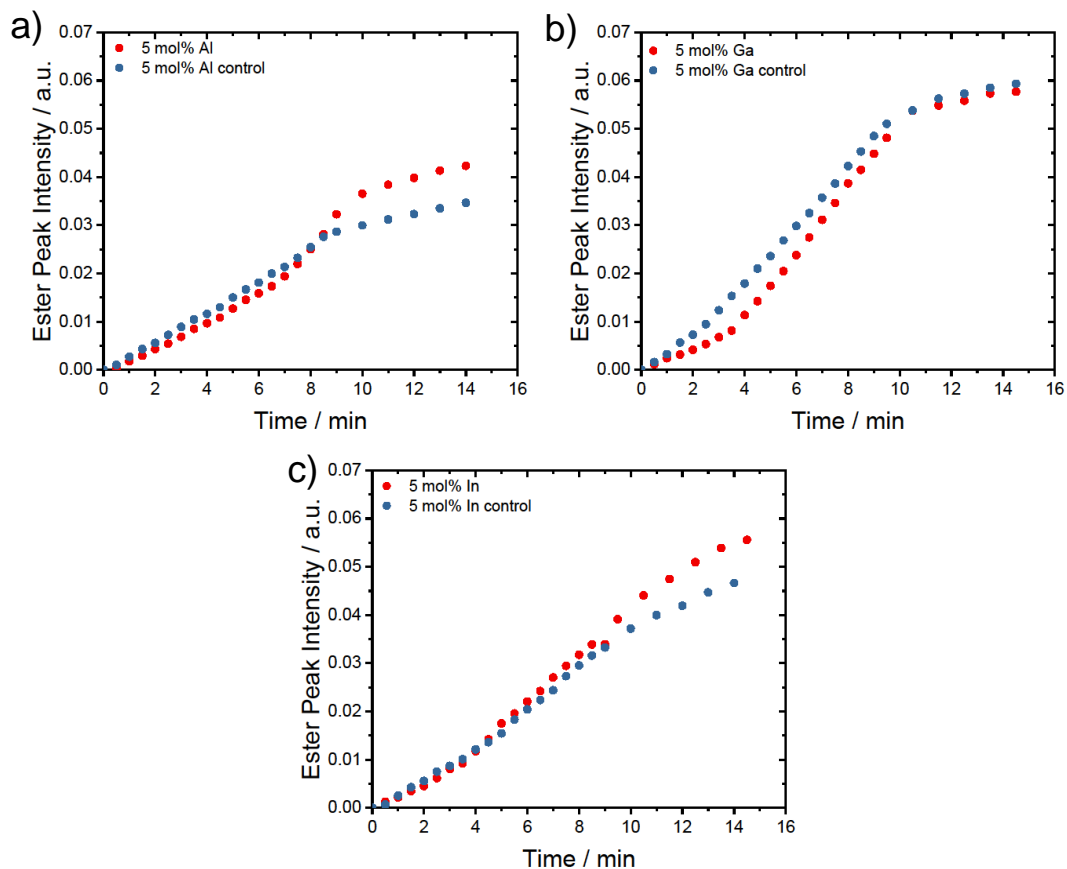 a)
5 mol% Al
5 mol% Al control
Ester Peak Intensity / a.u.
0.07
0.06
0.05
0.04
0.03
0.02
0.01
0.00
0 2 4 6 8 10 12 14 16
Time / min
b)
5 mol% Ga
5 mol% Ga control
Ester Peak Intensity / a.u.
0.07
0.06
0.05
0.04
0.03
0.02
0.01
0.00
0 2 4 6 8 10 12 14 16
Time / min
c)
5 mol% In
5 mol% In control
Ester Peak Intensity / a.u.
0.07
0.06
0.05
0.04
0.03
0.02
0.01
0.00
0 2 4 6 8 10 12 14 16
Time / min